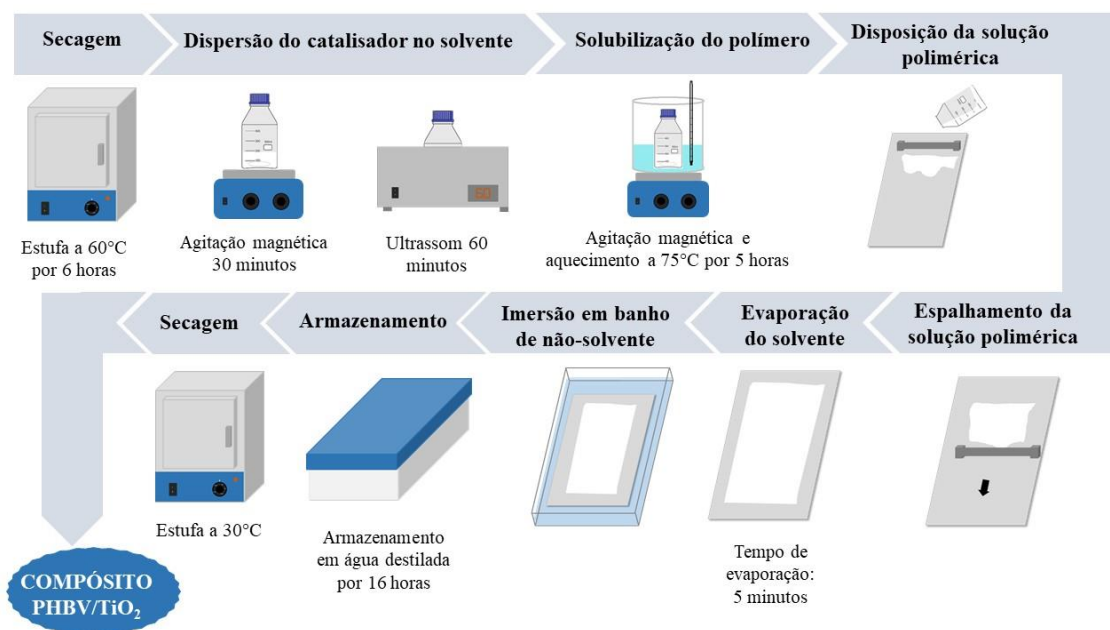 Secagem
Dispersão do catalisador no solvente
Solubilização do polímero
Disposição da solução
polimérica
Estufa a 60°C
por 6 horas
Agitação magnética
30 minutos
Ultrassom 60
minutos
Agitação magnética e
aquecimento a 75°C por 5 horas
Espalhamento da
solução polimérica
Evaporação
do solvente
Imersão em banho
de não-solvente
Armazenamento
Secagem
Tempo de
evaporação:
5 minutos
Armazenamento
em água destilada
por 16 horas
Estufa a 30°C
COMPÓSITO
PHBV/TiO₂